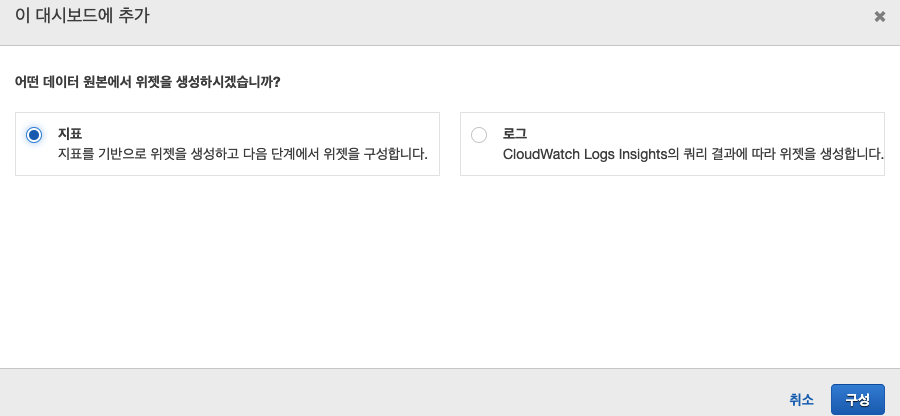 이 대시보드에 추가
어떤 데이터 원본에서 위젯을 생성하시겠습니까?
지표
지표를 기반으로 위젯을 생성하고 다음 단계에서 위젯을 구성합니다.
로그
CloudWatch Logs Insights의 쿼리 결과에 따라 위젯을 생성합니다.
취소
구성